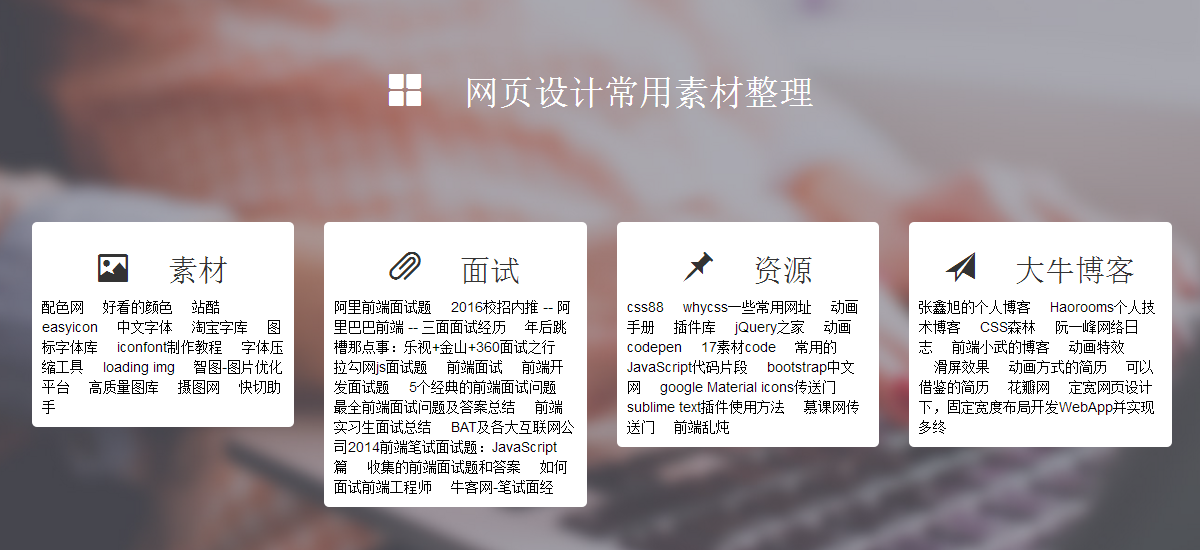 网页设计常用素材整理
素材
配色网 好看的颜色 站酷
easyicon 中文字体 淘宝字库 图
标字体库 iconfont制作教程 字体压
缩工具 loading img 智图-图片优化
平台 高质量图库 摄图网 快切助
手
面试
阿里前端面试题 2016校招内推 -- 阿
里巴巴前端 -- 三面面试经历 年后跳
槽那点事：乐视+金山+360面试之行
拉勾网js面试题 前端面试 前端开
发面试题 5个经典的前端面试问题
最全前端面试问题及答案总结 前端
实习生面试总结 BAT及各大互联网公
司2014前端笔试面试题：JavaScript
篇 收集的前端面试题和答案 如何
面试前端工程师 牛客网-笔试面经
资源
css88 whycss一些常用网址 动画
手册 插件库 jQuery之家 动画
codepen 17素材code 常用的
JavaScript代码片段 bootstrap中文
网 google Material icons传送门
sublime text插件使用方法 慕课网传
送门 前端乱炖
大牛博客
张鑫旭的个人博客 Haorooms个人技
术博客 CSS森林 阮一峰网络日
志 前端小武的博客 动画特效
滑屏效果 动画方式的简历 可以
借鉴的简历 花瓣网 定宽网页设计
下，固定宽度布局开发WebApp并实现
多终